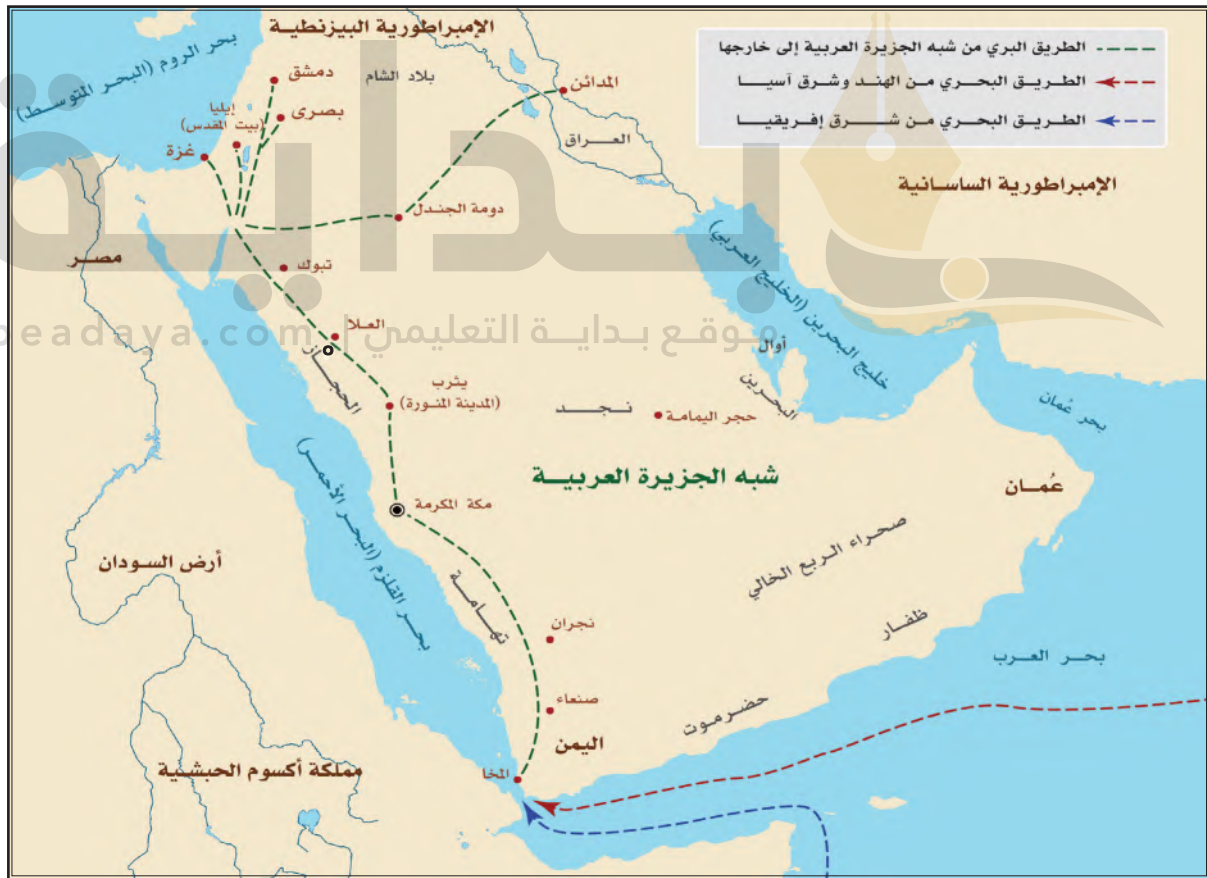 الطريق البري من شبه الجزيرة العربية إلى خارجها
الطريق البحري من الهند وشرق آسيا
الطريق البحري من شرق إفريقيا
الإمبراطورية البيزنطية
بحر الروم (البحر المتوسط)
بلاد الشام
دمشق
المدائن
بصرى
إيليا
(بيت المقدس)
العراق
غزة
الإمبراطورية الساسانية
دومة الجندل
بداية
مصر
تبوك
خليج البحرين (الخليج العربي)
موقع بداية التعليمي | beadaya.com
العلا
أوال
الحجاز
البحرين
يثرب
(المدينة المنورة)
نجد
حجر اليمامة
بحر عُمان
شبه الجزيرة العربية
عُمان
مكة المكرمة
بحر القلزم (البحر الأحمر)
صحراء الربع الخالي
أرض السودان
تهامة
نجران
ظفار
بحر العرب
صنعاء
حضرموت
اليمن
المخا
مملكة أكسوم الحبشية